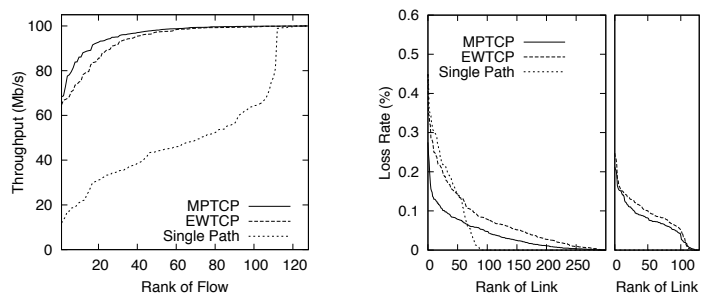 100
80
60
40
20
0
20 40 60 80 100 120
Throughput (Mb/s)
Rank of Flow
MPTCP
EWTCP
Single Path
0.6
0.5
0.4
0.3
0.2
0.1
0
0 50 100 150 200 250
Loss Rate (%)
Rank of Link
MPTCP
EWTCP
Single Path
0 50 100
Rank of Link